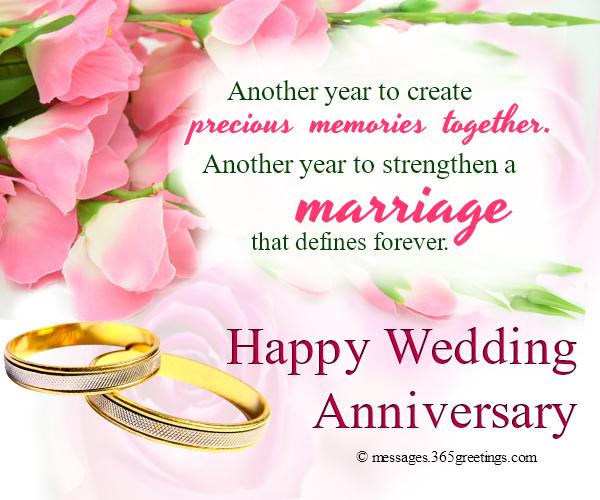 Another year to create
precious memories together.
Another year to strengthen a
marriage
that defines forever.
Happy Wedding
Anniversary
© messages.365greetings.com